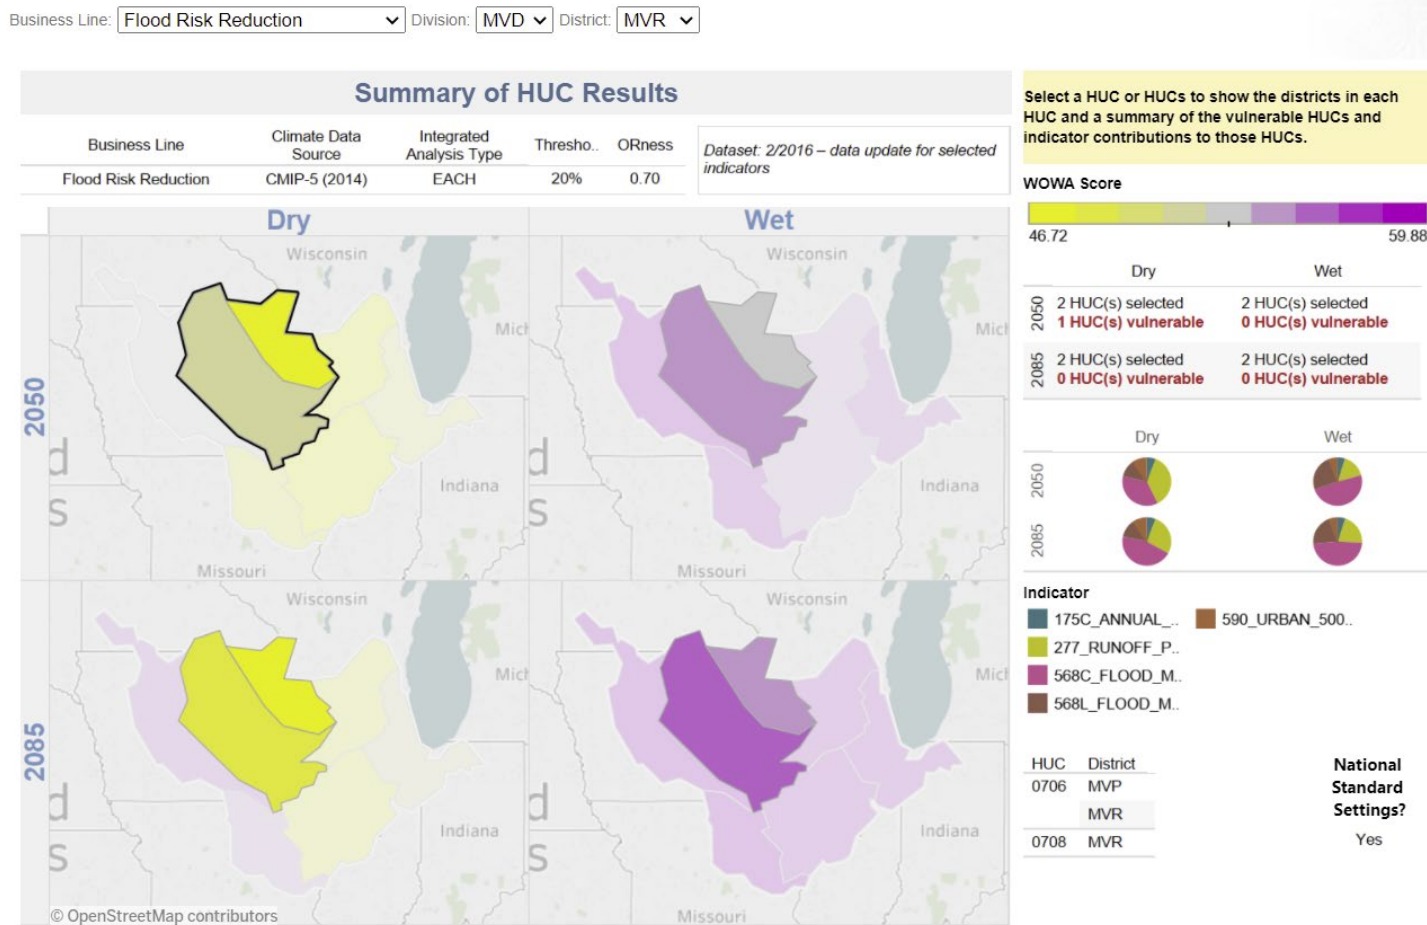 Business Line: Flood Risk Reduction Division: MVD District: MVR
Summary of HUC Results
Business Line
Climate Data
Source
Integrated
Analysis Type
Thresho..
ORness
Flood Risk Reduction
CMIP-5 (2014)
EACH
20%
0.70
Dataset: 2/2016 – data update for selected
indicators
Dry
Wet
2050
Wisconsin
Mich
d
s
Indiana
Missouri
Wisconsin
Mich
d
s
Indiana
Missouri
2085
Wisconsin
Mich
d
s
Indiana
© OpenStreetMap contributors
Wisconsin
Mich
d
s
Indiana
Missouri
Select a HUC or HUCs to show the districts in each
HUC and a summary of the vulnerable HUCs and
indicator contributions to those HUCs.
WOWA Score
46.72
59.88
Dry
Wet
2050
2 HUC(s) selected
1 HUC(s) vulnerable
2 HUC(s) selected
0 HUC(s) vulnerable
2085
2 HUC(s) selected
0 HUC(s) vulnerable
2 HUC(s) selected
0 HUC(s) vulnerable
Dry
Wet
2050
2085
Indicator
175C_ANNUAL_..
590_URBAN_500..
277_RUNOFF_P..
568C_FLOOD_M..
568L_FLOOD_M..
HUC
District
0706
MVP
MVR
0708
MVR
National
Standard
Settings?
Yes